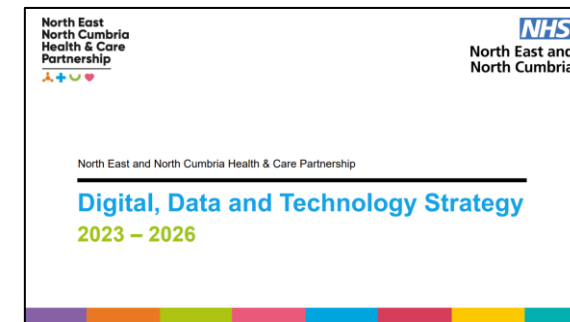 North East
North Cumbria
Health & Care
Partnership
NHS
North East and
North Cumbria
North East and North Cumbria Health & Care Partnership
Digital, Data and Technology Strategy
2023 – 2026